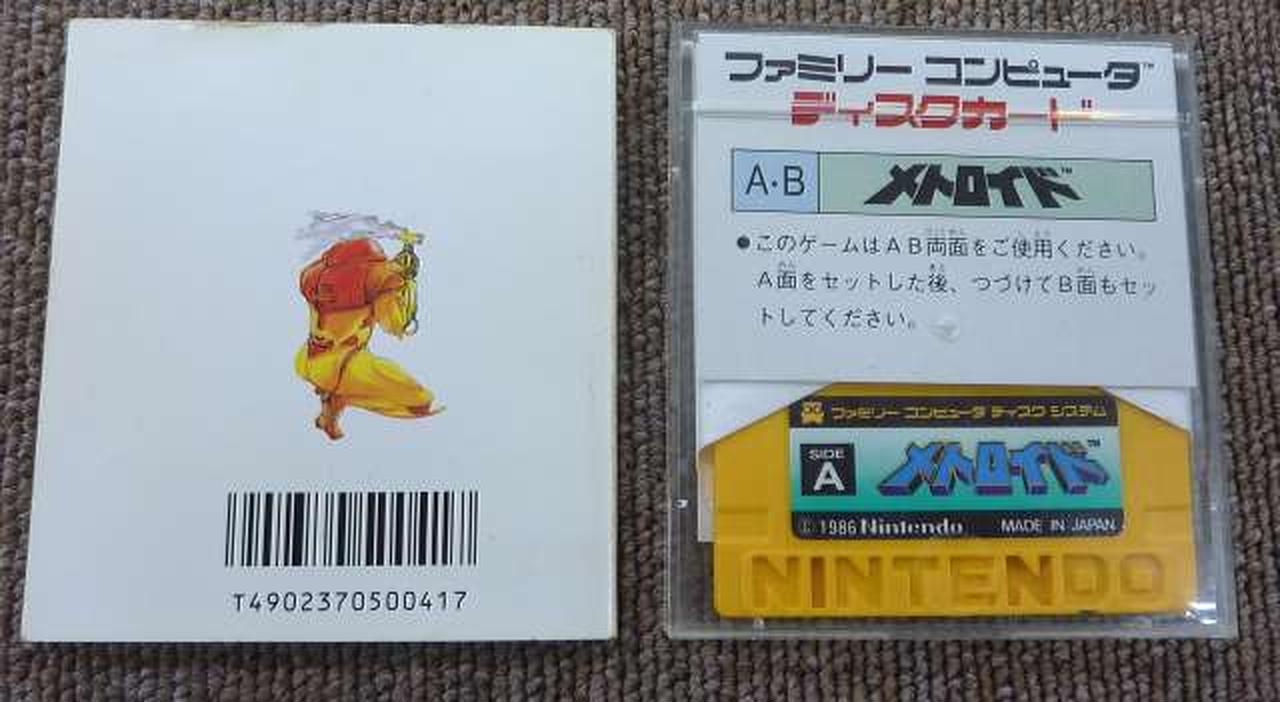 T4902370500417
ファミリー コンピュータ™
ディスクカード
A・B メトロイド™
●このゲームはAB両面をご使用ください。
A面をセットした後、つづけてB面もセッ
トしてください。
ファミリー コンピュータ ディスク システム
SIDE A メトロイド™
© 1986 Nintendo MADE IN JAPAN
NINTENDO